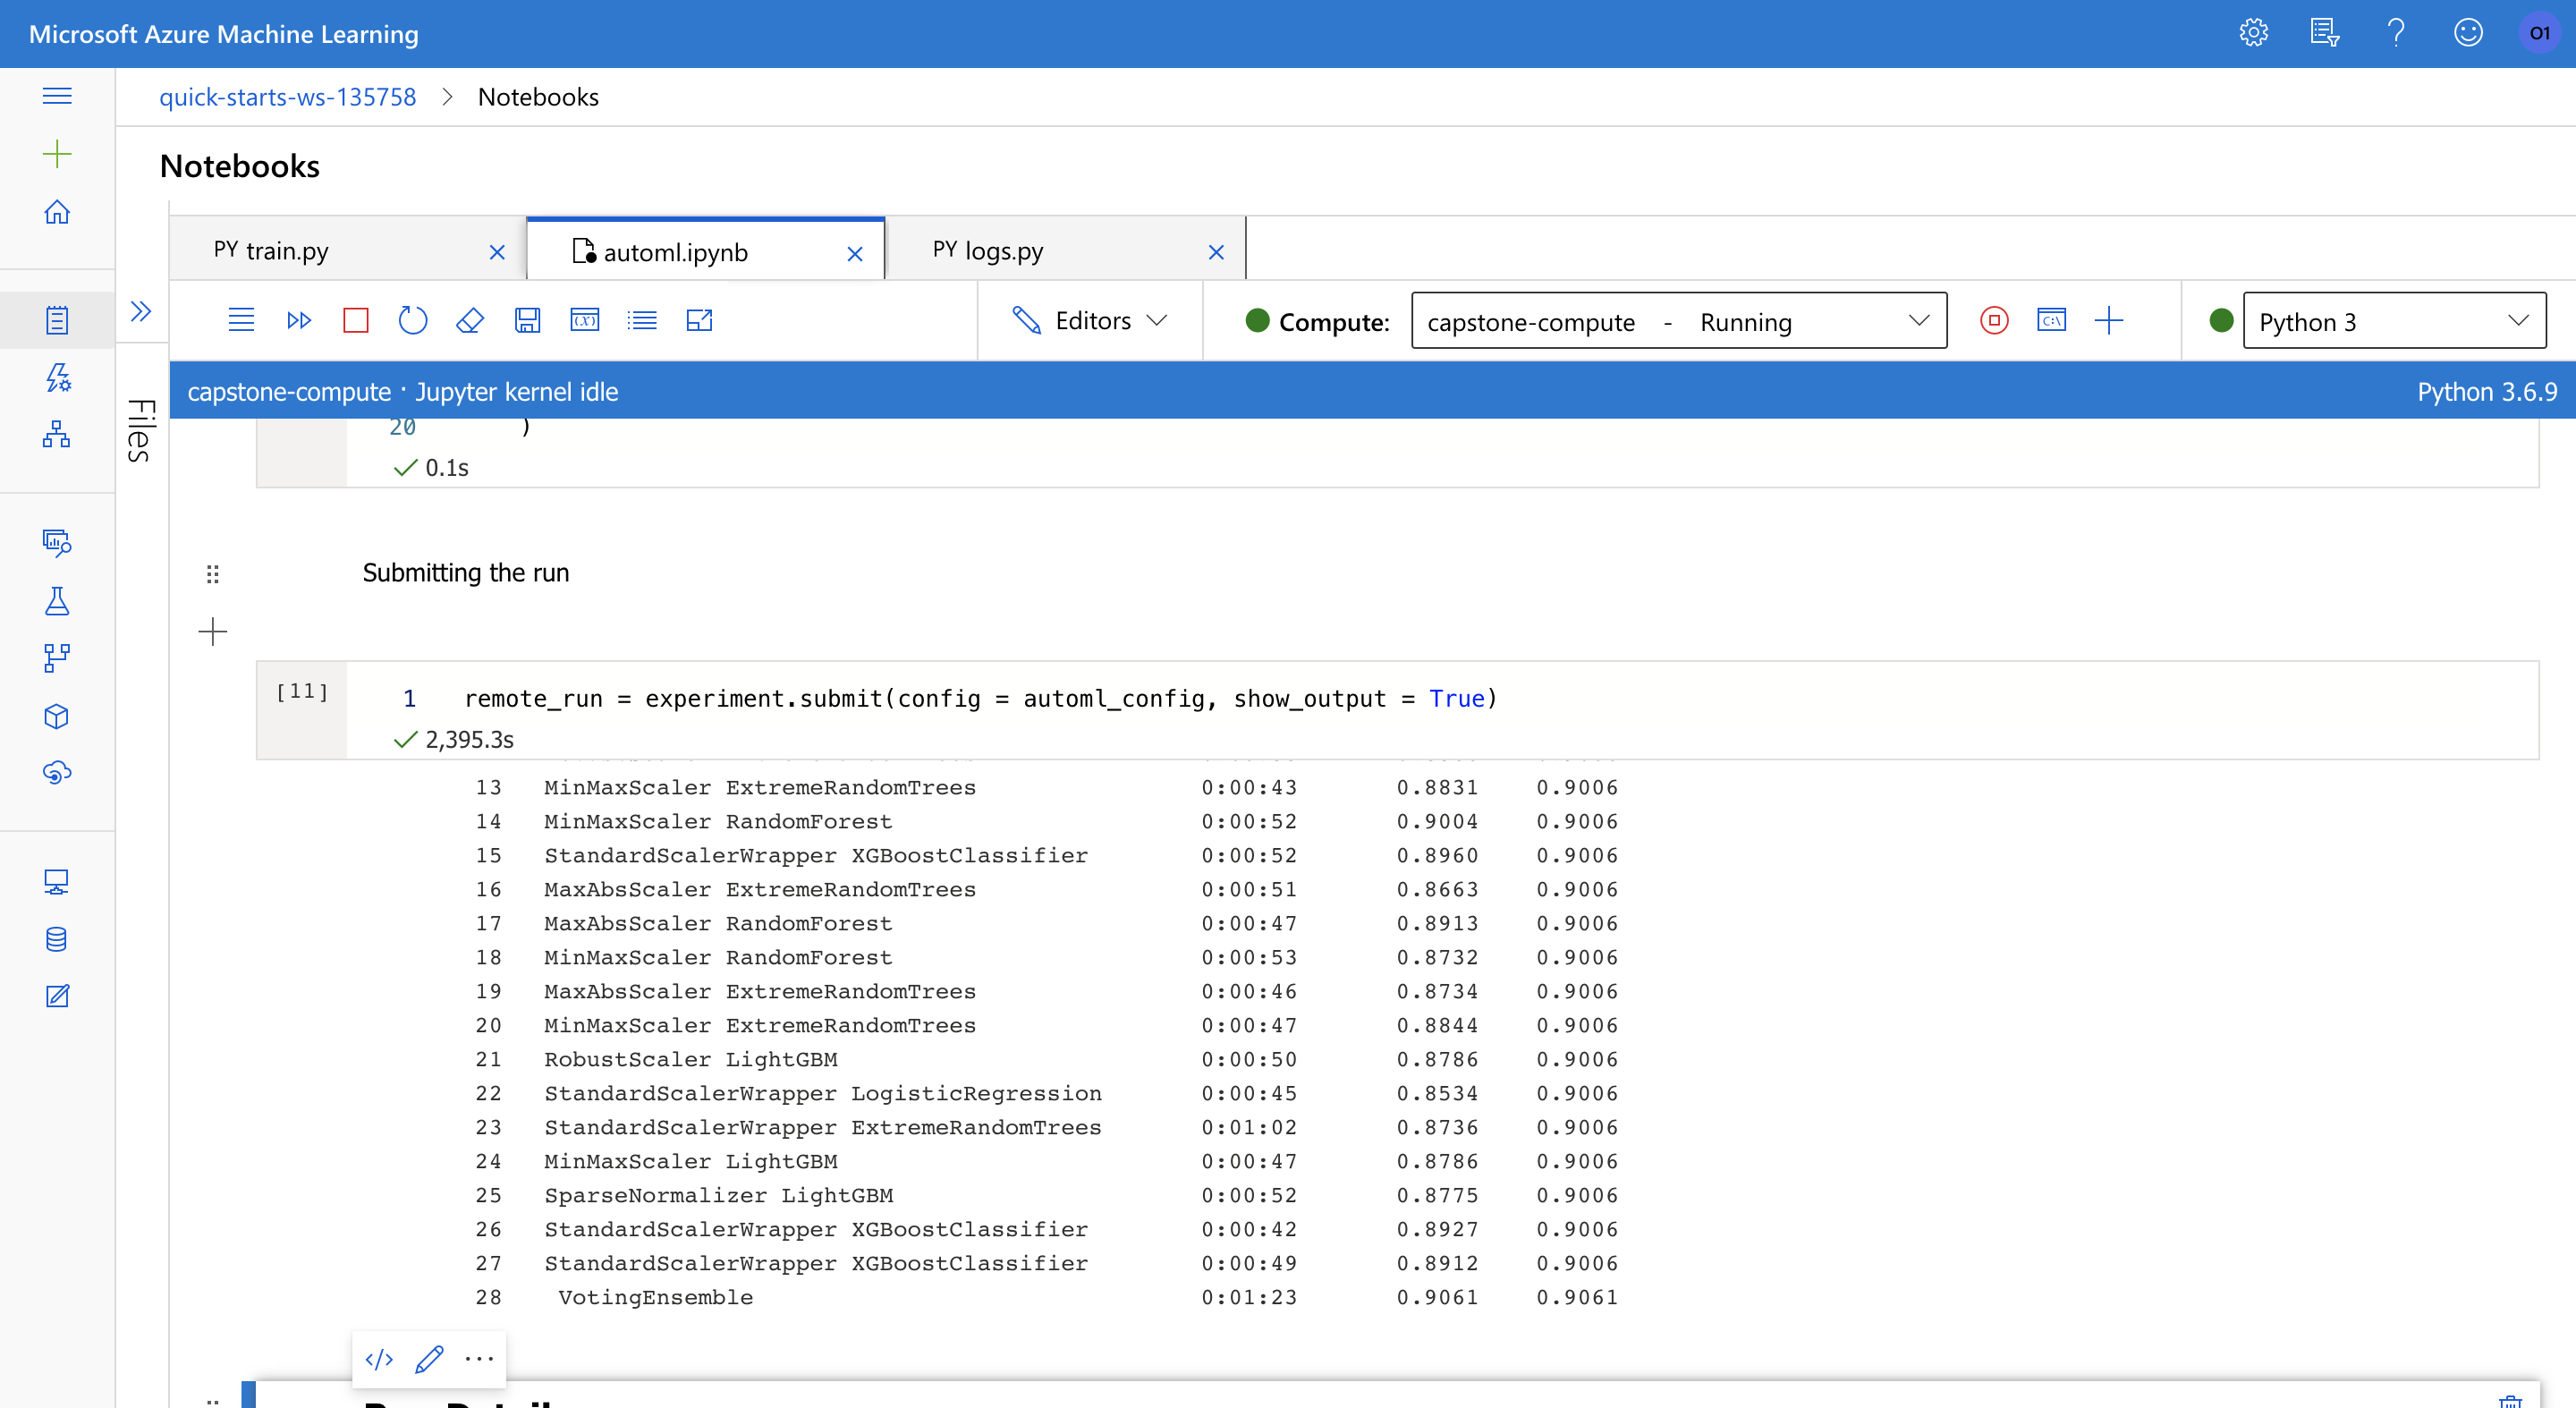 Microsoft Azure Machine Learning
O1
quick-starts-ws-135758 > Notebooks
Notebooks
PY train.py
automl.ipynb
PY logs.py
Editors
Compute:
capstone-compute - Running
Python 3
Files
capstone-compute · Jupyter kernel idle
Python 3.6.9
20 )
0.1s
Submitting the run
[11]
1 remote_run = experiment.submit(config = automl_config, show_output = True)
2,395.3s
13 MinMaxScaler ExtremeRandomTrees 0:00:43 0.8831 0.9006
14 MinMaxScaler RandomForest 0:00:52 0.9004 0.9006
15 StandardScalerWrapper XGBoostClassifier 0:00:52 0.8960 0.9006
16 MaxAbsScaler ExtremeRandomTrees 0:00:51 0.8663 0.9006
17 MaxAbsScaler RandomForest 0:00:47 0.8913 0.9006
18 MinMaxScaler RandomForest 0:00:53 0.8732 0.9006
19 MaxAbsScaler ExtremeRandomTrees 0:00:46 0.8734 0.9006
20 MinMaxScaler ExtremeRandomTrees 0:00:47 0.8844 0.9006
21 RobustScaler LightGBM 0:00:50 0.8786 0.9006
22 StandardScalerWrapper LogisticRegression 0:00:45 0.8534 0.9006
23 StandardScalerWrapper ExtremeRandomTrees 0:01:02 0.8736 0.9006
24 MinMaxScaler LightGBM 0:00:47 0.8786 0.9006
25 SparseNormalizer LightGBM 0:00:52 0.8775 0.9006
26 StandardScalerWrapper XGBoostClassifier 0:00:42 0.8927 0.9006
27 StandardScalerWrapper XGBoostClassifier 0:00:49 0.8912 0.9006
28 VotingEnsemble 0:01:23 0.9061 0.9061